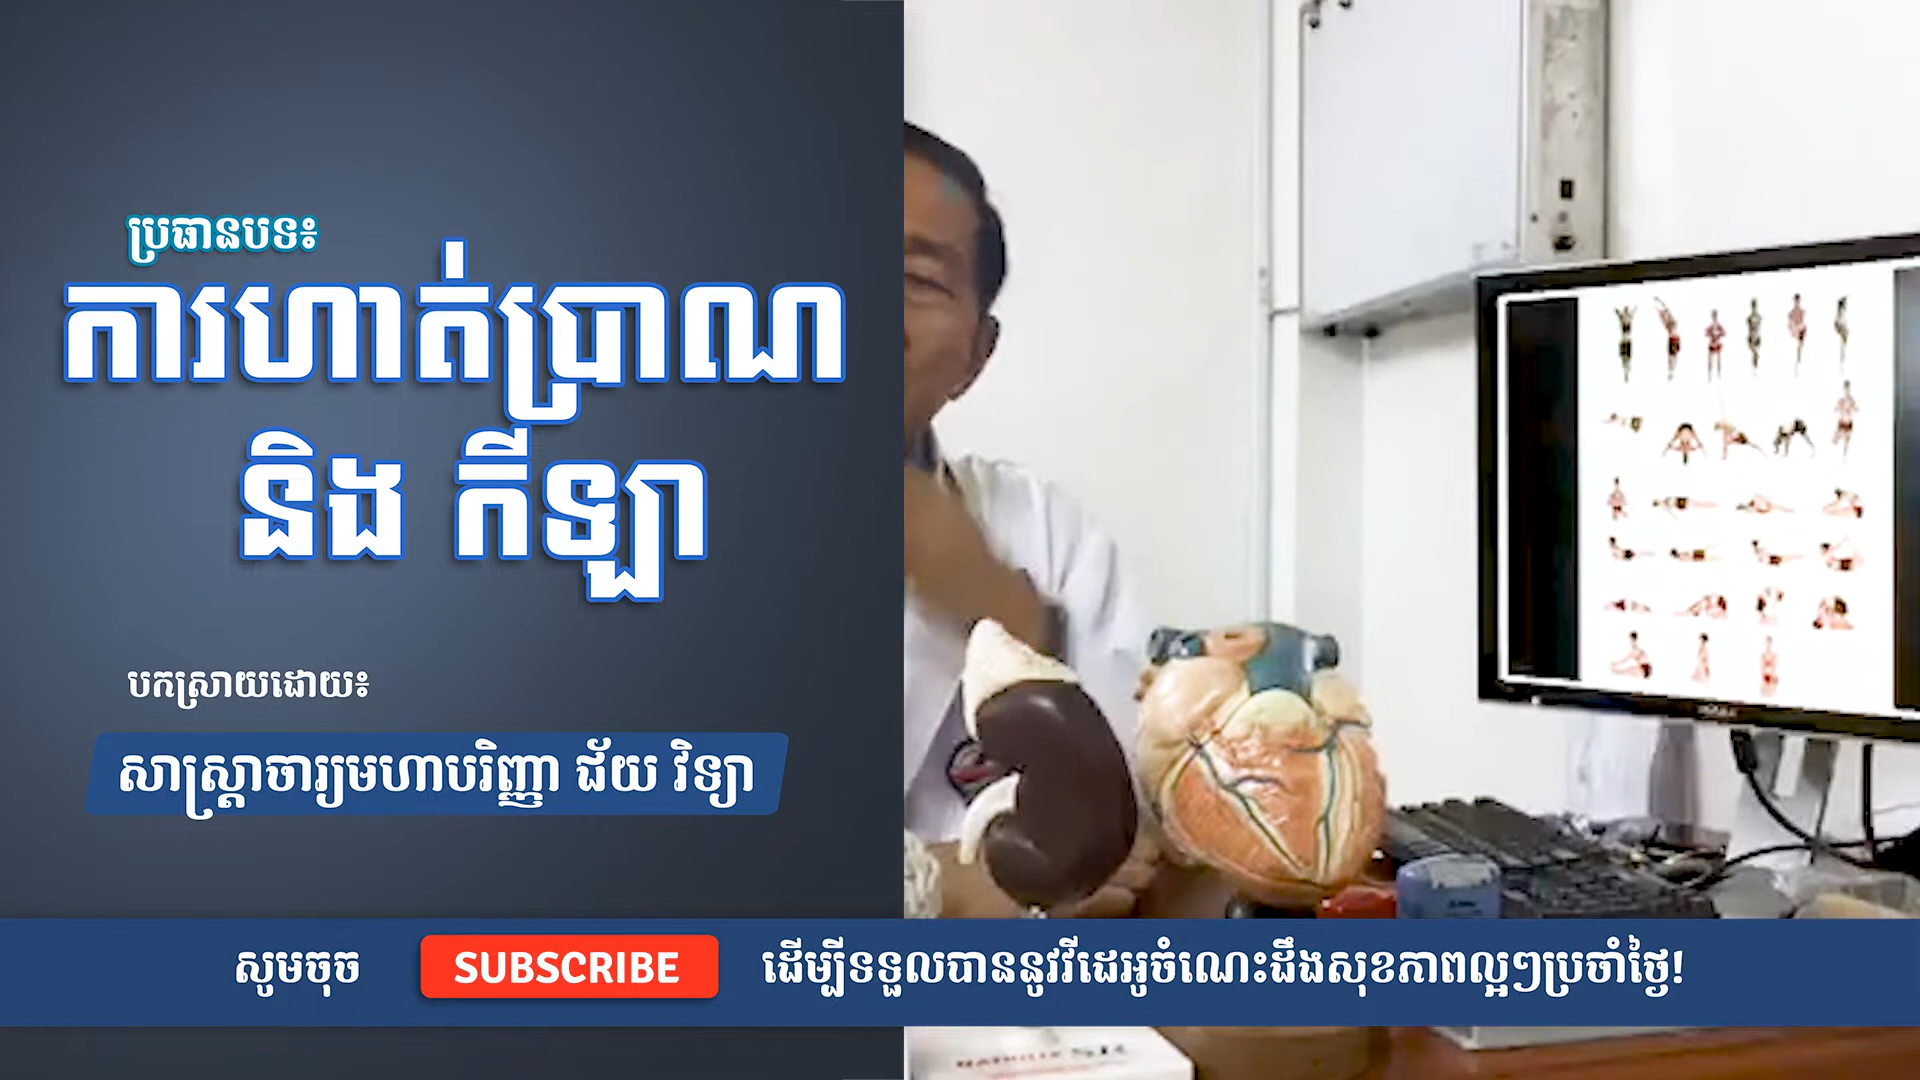 ប្រធានបទ៖
ការហាត់ប្រាណ
និង កីឡា
បកស្រាយដោយ៖
សាស្ត្រាចារ្យមហាបរិញ្ញា ជ័យ វិទ្យា
សូមចុច SUBSCRIBE ដើម្បីទទួលបាននូវវីដេអូចំណេះដឹងសុខភាពល្អៗប្រចាំថ្ងៃ!